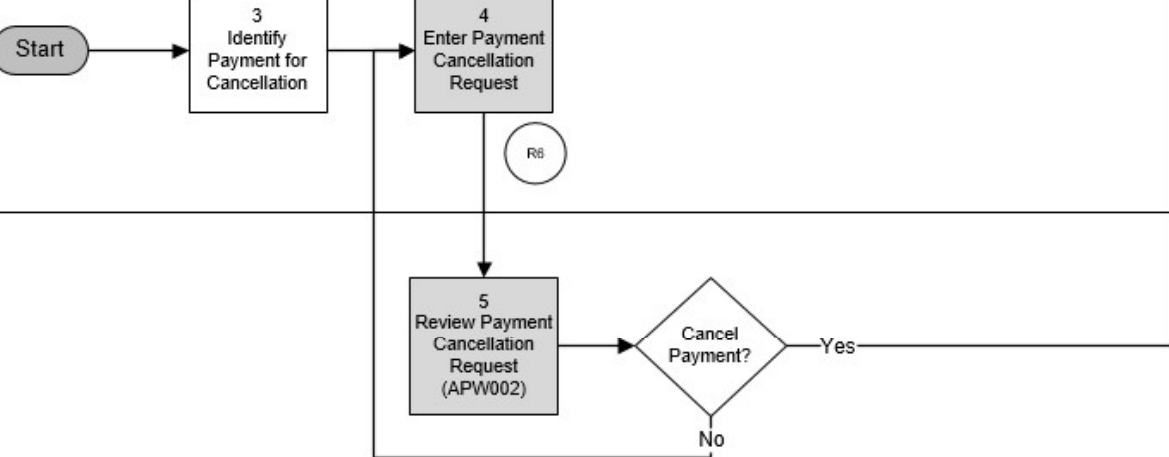 Start
3
Identify
Payment for
Cancellation
4
Enter Payment
Cancellation
Request
R6
5
Review Payment
Cancellation
Request
(APW002)
Cancel
Payment?
Yes
No